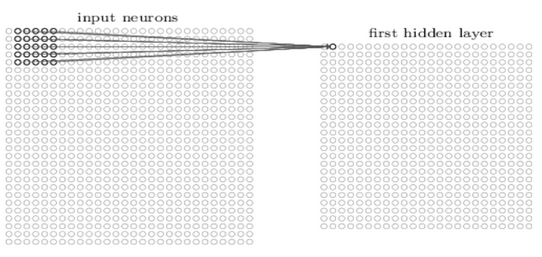 input neurons
first hidden layer